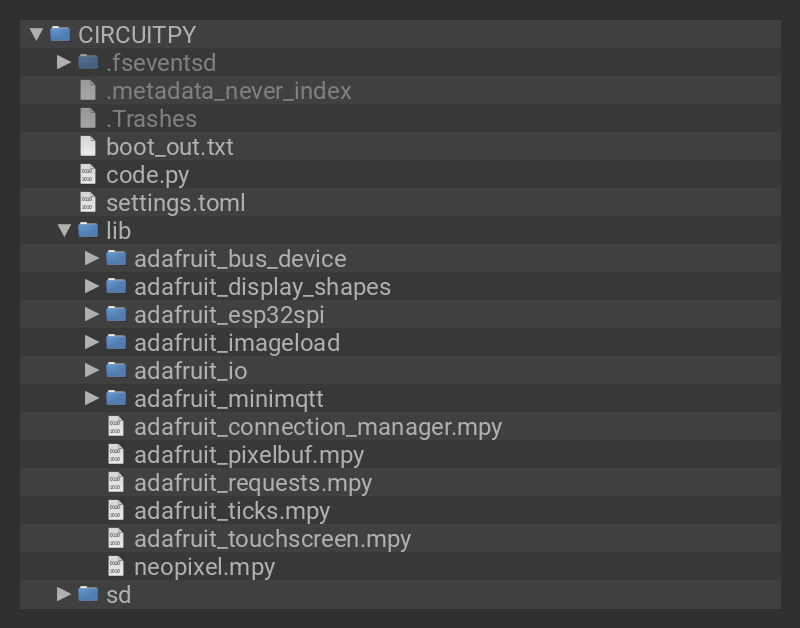 CIRCUITPY
.fseventsd
.metadata_never_index
.Trashes
boot_out.txt
code.py
settings.toml
lib
adafruit_bus_device
adafruit_display_shapes
adafruit_esp32spi
adafruit_imageload
adafruit_io
adafruit_minimqtt
adafruit_connection_manager.mpy
adafruit_pixelbuf.mpy
adafruit_requests.mpy
adafruit_ticks.mpy
adafruit_touchscreen.mpy
neopixel.mpy
sd